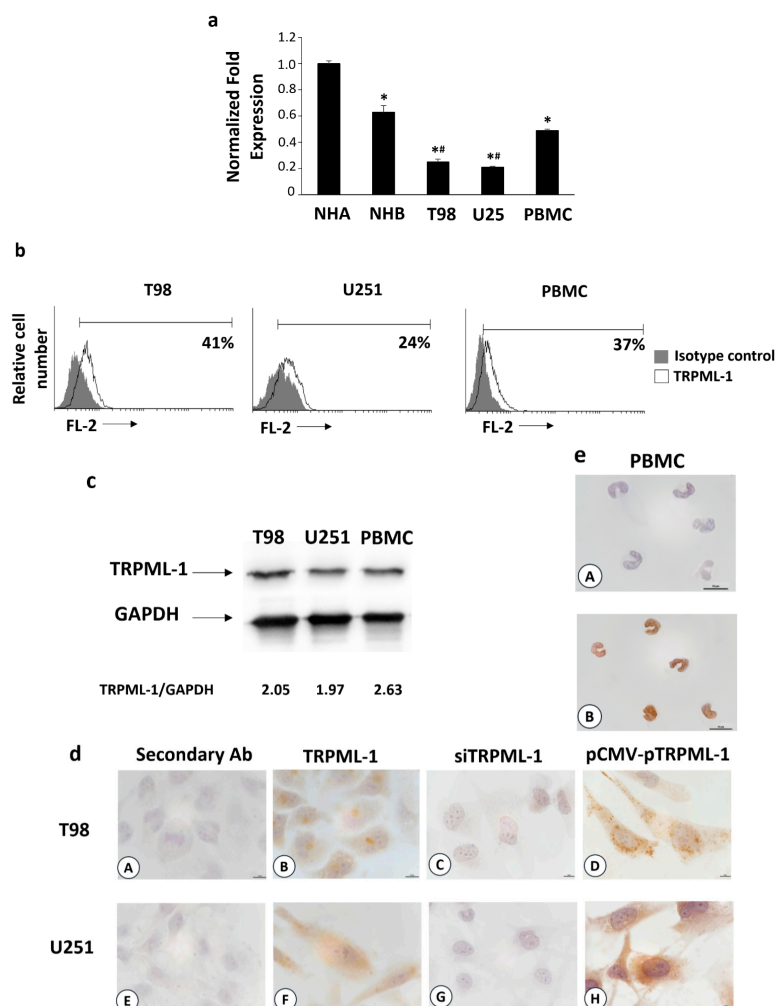 a
Normalized Fold
Expression
1.2
1.0
0.8
0.6
0.4
0.2
0
*
*#
*#
*
NHA NHB T98 U25 PBMC
b
T98 U251 PBMC
Relative cell
number
41% 24% 37%
Isotype control
TRPML-1
FL-2 FL-2 FL-2
c
T98 U251 PBMC
TRPML-1
GAPDH
TRPML-1/GAPDH 2.05 1.97 2.63
e
PBMC
A
B
d
Secondary Ab TRPML-1 siTRPML-1 pCMV-pTRPML-1
T98
A B C D
U251
E F G H